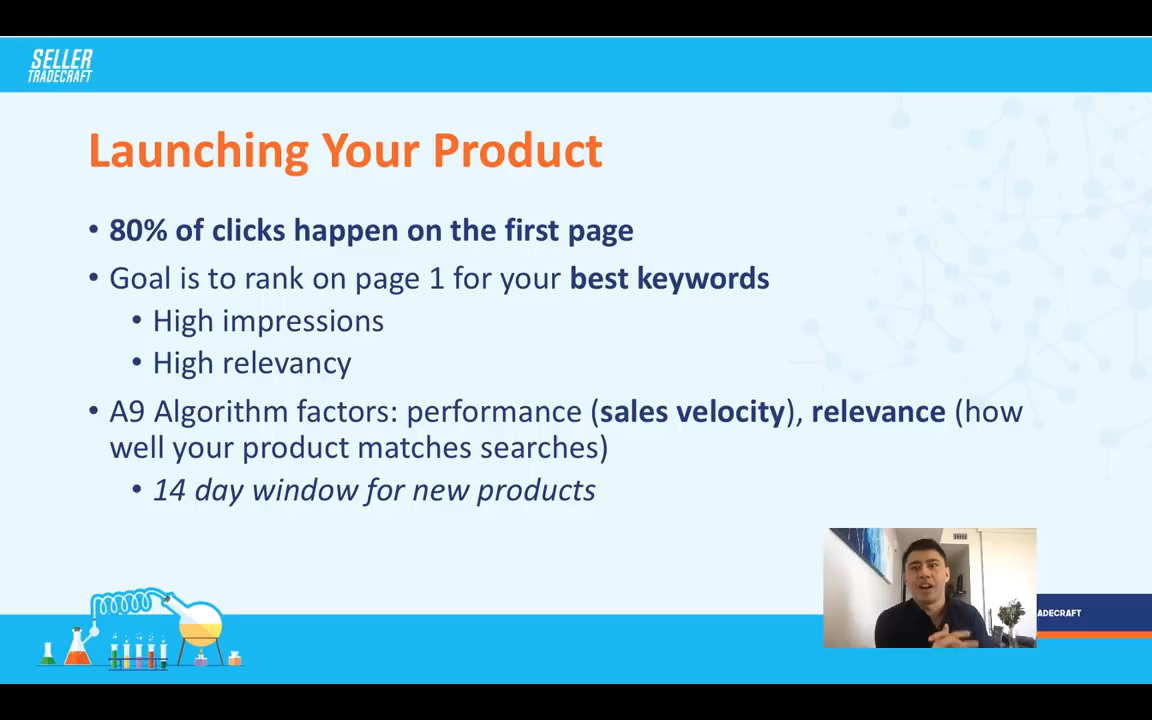 SELLER
TRADECRAFT
Launching Your Product
• 80% of clicks happen on the first page
• Goal is to rank on page 1 for your best keywords
• High impressions
• High relevancy
• A9 Algorithm factors: performance (sales velocity), relevance (how
well your product matches searches)
• 14 day window for new products
ADECRAFT